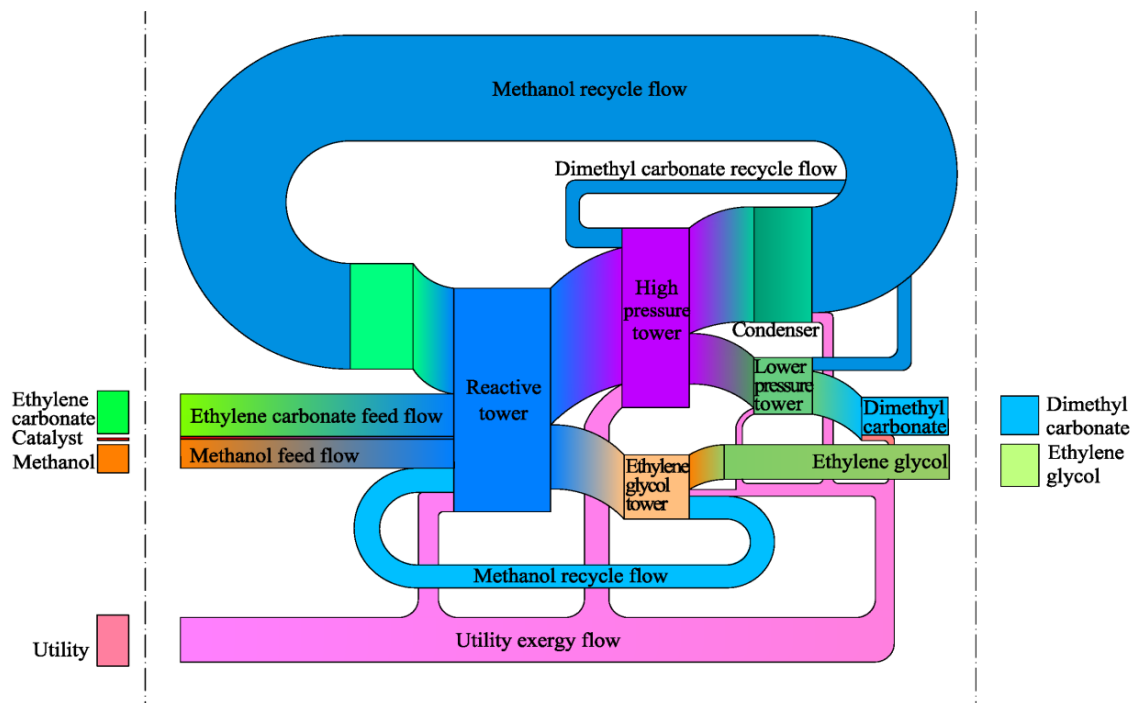 Methanol recycle flow
Dimethyl carbonate recycle flow
High
pressure
tower
Condenser
Reactive
tower
Lower
pressure
tower
Ethylene
carbonate
Catalyst
Methanol
Ethylene carbonate feed flow
Methanol feed flow
Dimethyl
carbonate
Ethylene glycol
Ethylene
glycol
tower
Dimethyl
carbonate
Ethylene
glycol
Methanol recycle flow
Utility
Utility exergy flow